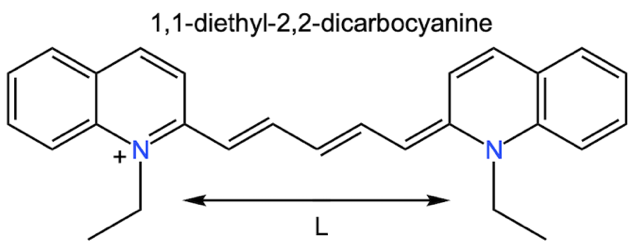 1,1-diethyl-2,2-dicarbocyanine
+ N N
L